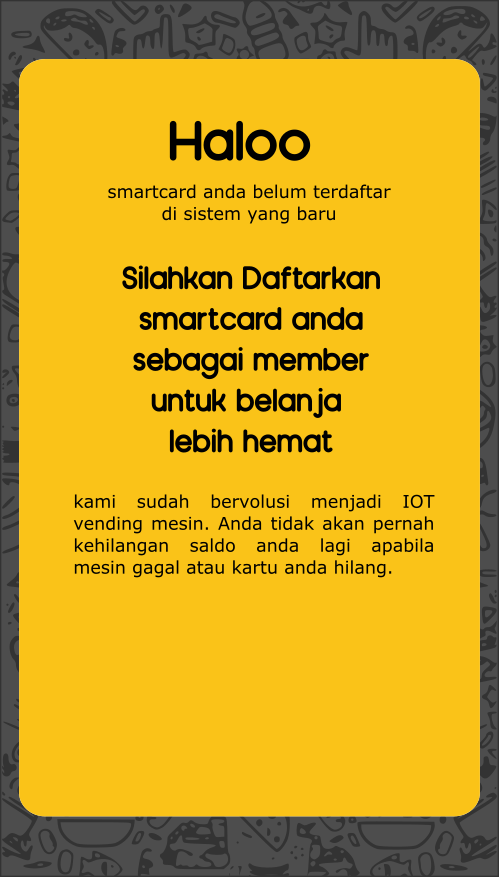 Haloo
smartcard anda belum terdaftar
di sistem yang baru
Silahkan Daftarkan
smartcard anda
sebagai member
untuk belanja
lebih hemat
kami sudah bervolusi menjadi IOT
vending mesin. Anda tidak akan pernah
kehilangan saldo anda lagi apabila
mesin gagal atau kartu anda hilang.